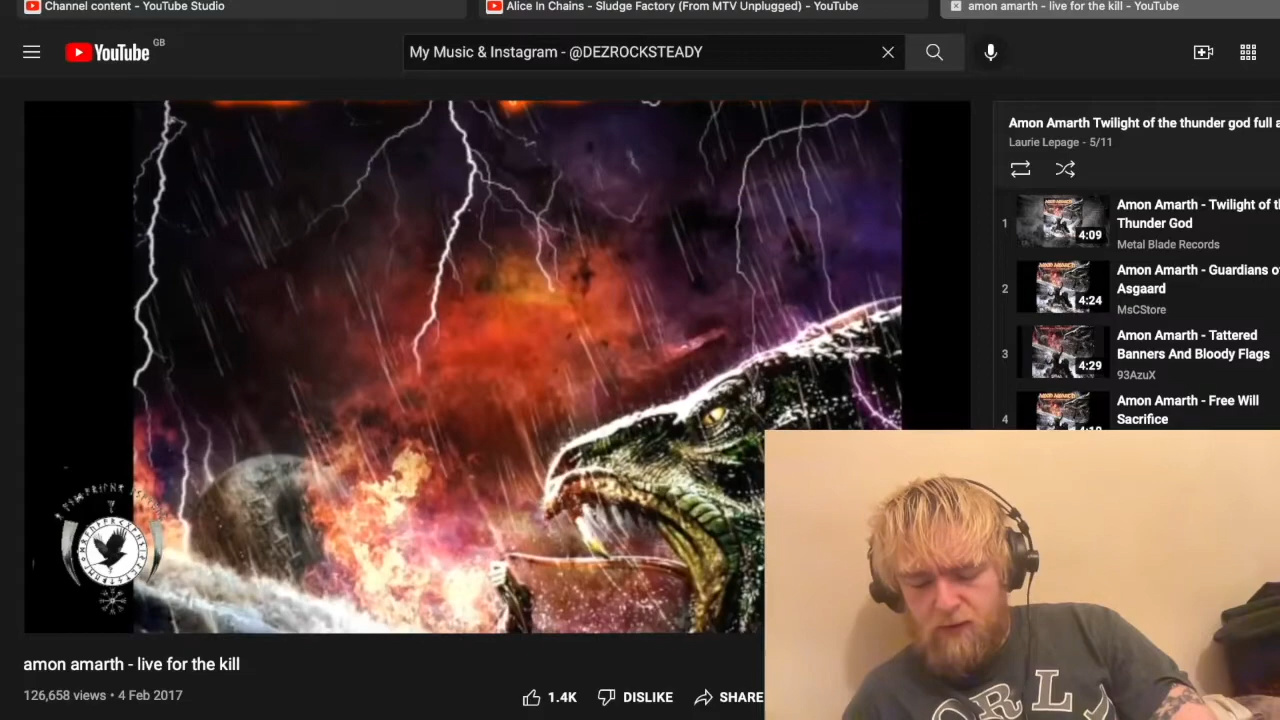 Channel content - YouTube Studio
Alice In Chains - Sludge Factory (From MTV Unplugged) - YouTube
amon amarth - live for the kill - YouTube
YouTube GB
My Music & Instagram - @DEZROCKSTEADY
Amon Amarth Twilight of the thunder god full
Laurie Lepage - 5/11
1
4:09
Amon Amarth - Twilight of
Thunder God
Metal Blade Records
2
4:24
Amon Amarth - Guardians
Asgaard
MsCStore
3
4:29
Amon Amarth - Tattered
Banners And Bloody Flags
93AzuX
4
Amon Amarth - Free Will
Sacrifice
amon amarth - live for the kill
126,658 views • 4 Feb 2017
1.4K
DISLIKE
SHARE
ORL